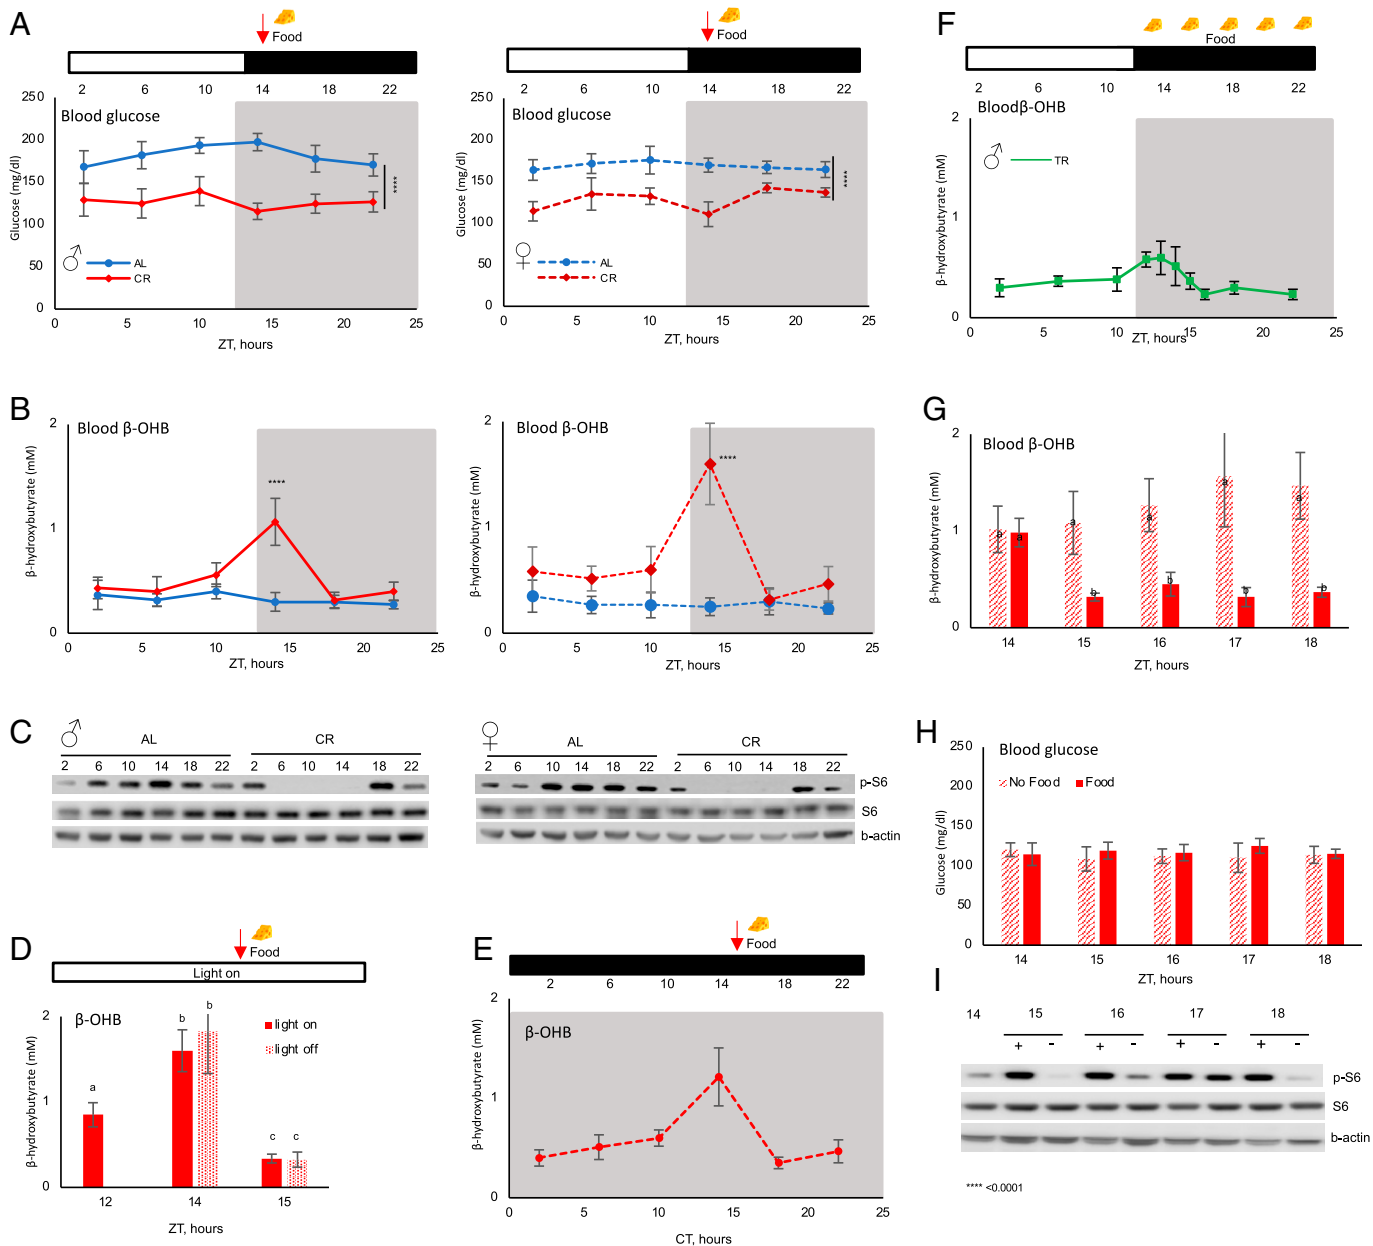 A
Food
2 6 10 14 18 22
Blood glucose
Glucose (mg/dl)
250
200
150
100
50
0
****
AL
CR
0 5 10 15 20 25
ZT, hours
Food
2 6 10 14 18 22
Blood glucose
Glucose (mg/dl)
250
200
150
100
50
0
****
AL
CR
0 5 10 15 20 25
ZT, hours
B
Blood β-OHB
β-hydroxybutyrate (mM)
2
1
0
****
0 5 10 15 20 25
ZT, hours
Blood β-OHB
β-hydroxybutyrate (mM)
2
1
0
****
0 5 10 15 20 25
ZT, hours
C
AL CR
2 6 10 14 18 22 2 6 10 14 18 22
AL CR
2 6 10 14 18 22 2 6 10 14 18 22
p-S6
S6
b-actin
D
Food
Light on
β-OHB
β-hydroxybutyrate (mM)
2
1
0
a
b b
c c
light on
light off
12 14 15
ZT, hours
E
Food
2 6 10 14 18 22
β-OHB
β-hydroxybutyrate (mM)
2
1
0
0 5 10 15 20 25
CT, hours
F
Food
2 6 10 14 18 22
Bloodβ-OHB
β-hydroxybutyrate (mM)
2
1
0
TR
0 5 10 15 20 25
ZT, hours
G
Blood β-OHB
β-hydroxybutyrate (mM)
2
1
0
a a a b a b a b a b
14 15 16 17 18
ZT, hours
H
Blood glucose
Glucose (mg/dl)
250
200
150
100
50
0
No Food Food
14 15 16 17 18
ZT, hours
I
14 15 16 17 18
+ - + - + - + -
p-S6
S6
b-actin
**** <0.0001